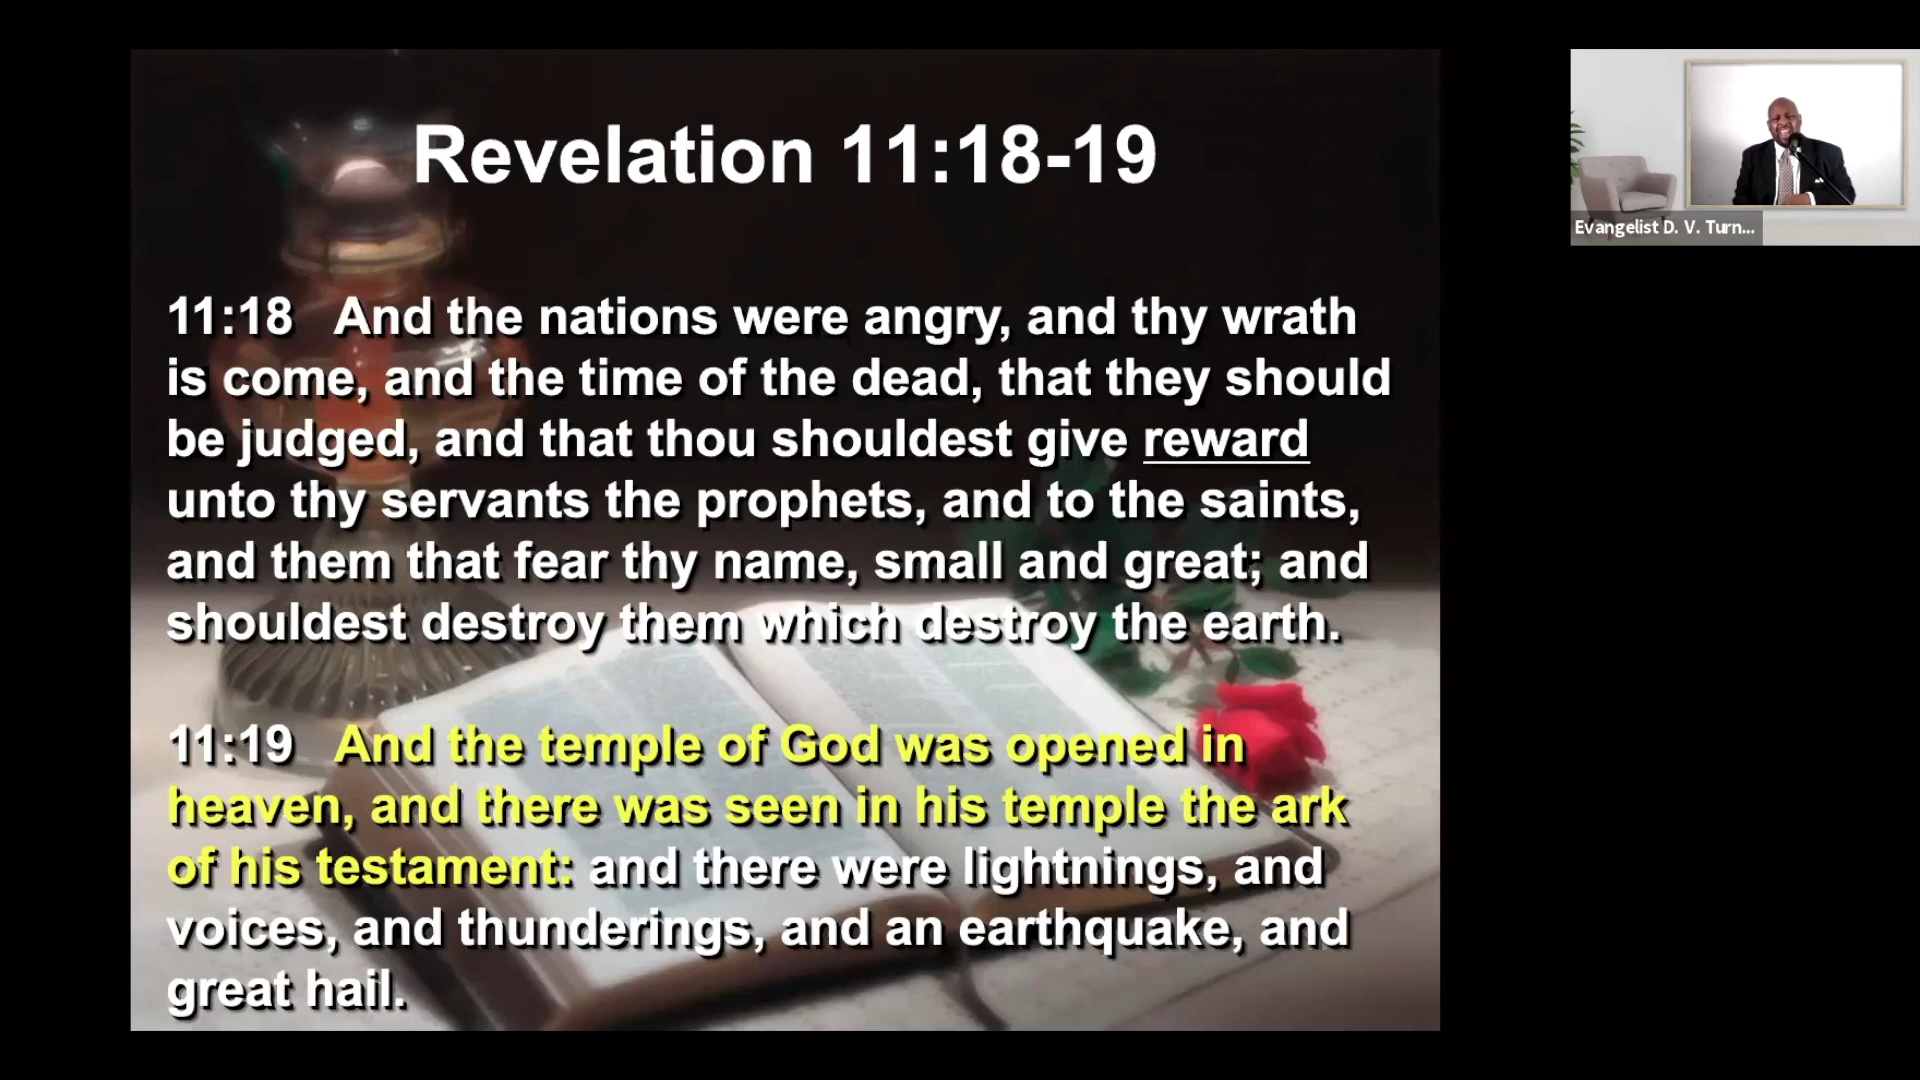 Revelation 11:18-19
11:18 And the nations were angry, and thy wrath
is come, and the time of the dead, that they should
be judged, and that thou shouldest give reward
unto thy servants the prophets, and to the saints,
and them that fear thy name, small and great; and
shouldest destroy them which destroy the earth.
11:19 And the temple of God was opened in
heaven, and there was seen in his temple the ark
of his testament: and there were lightnings, and
voices, and thunderings, and an earthquake, and
great hail.
Evangelist D. V. Turn...